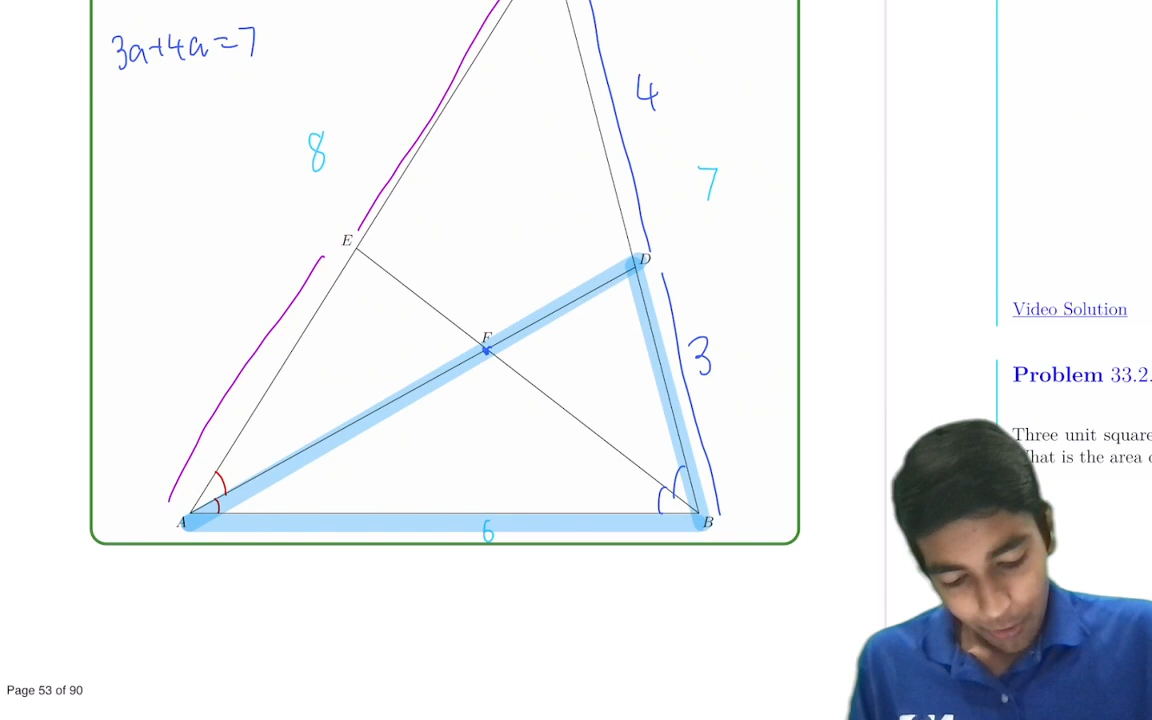 3a+4a=7
4
8
7
E
D
F
3
A
B
6
Video Solution
Problem 33.2.
Three unit square
hat is the area
Page 53 of 90